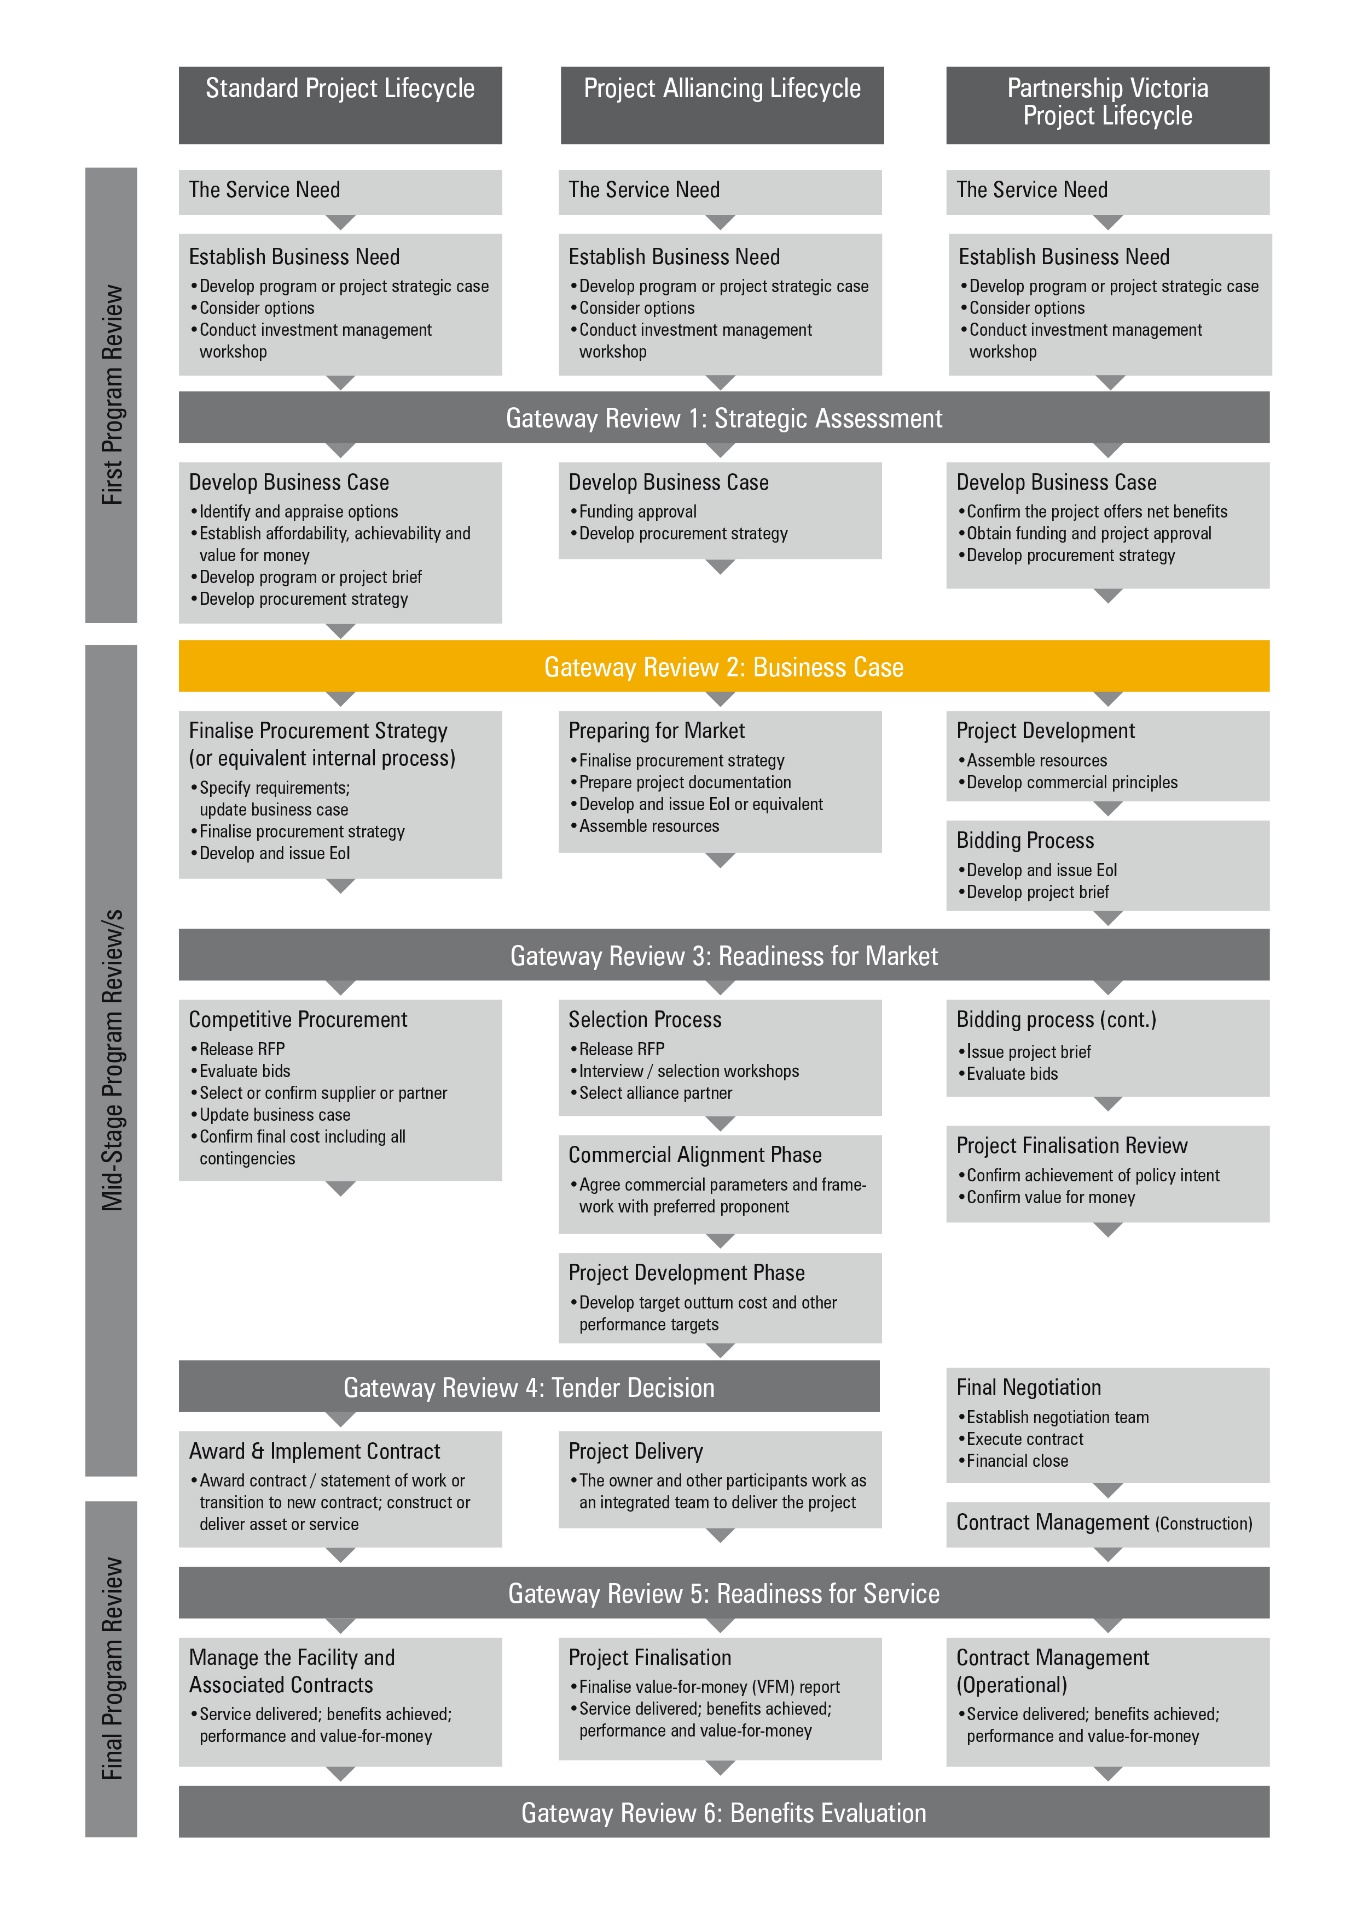 Standard Project Lifecycle
Project Alliancing Lifecycle
Partnership Victoria
Project Lifecycle
First Program Review
The Service Need
The Service Need
The Service Need
Establish Business Need
•Develop program or project strategic case
•Consider options
•Conduct investment management
workshop
Establish Business Need
•Develop program or project strategic case
•Consider options
•Conduct investment management
workshop
Establish Business Need
•Develop program or project strategic case
•Consider options
•Conduct investment management
workshop
Gateway Review 1: Strategic Assessment
Develop Business Case
•Identify and appraise options
•Establish affordability, achievability and
value for money
•Develop program or project brief
•Develop procurement strategy
Develop Business Case
•Funding approval
•Develop procurement strategy
Develop Business Case
•Confirm the project offers net benefits
•Obtain funding and project approval
•Develop procurement strategy
Mid-Stage Program Review/s
Gateway Review 2: Business Case
Finalise Procurement Strategy
(or equivalent internal process)
•Specify requirements;
update business case
•Finalise procurement strategy
•Develop and issue EoI
Preparing for Market
•Finalise procurement strategy
•Prepare project documentation
•Develop and issue EoI or equivalent
•Assemble resources
Project Development
•Assemble resources
•Develop commercial principles
Bidding Process
•Develop and issue EoI
•Develop project brief
Gateway Review 3: Readiness for Market
Competitive Procurement
•Release RFP
•Evaluate bids
•Select or confirm supplier or partner
•Update business case
•Confirm final cost including all
contingencies
Selection Process
•Release RFP
•Interview / selection workshops
•Select alliance partner
Commercial Alignment Phase
•Agree commercial parameters and frame-
work with preferred proponent
Project Development Phase
•Develop target outturn cost and other
performance targets
Bidding process (cont.)
•Issue project brief
•Evaluate bids
Project Finalisation Review
•Confirm achievement of policy intent
•Confirm value for money
Gateway Review 4: Tender Decision
Award & Implement Contract
•Award contract / statement of work or
transition to new contract; construct or
deliver asset or service
Project Delivery
•The owner and other participants work as
an integrated team to deliver the project
Final Negotiation
•Establish negotiation team
•Execute contract
•Financial close
Contract Management (Construction)
Final Program Review
Gateway Review 5: Readiness for Service
Manage the Facility and
Associated Contracts
•Service delivered; benefits achieved;
performance and value-for-money
Project Finalisation
•Finalise value-for-money (VFM) report
•Service delivered; benefits achieved;
performance and value-for-money
Contract Management
(Operational)
•Service delivered; benefits achieved;
performance and value-for-money
Gateway Review 6: Benefits Evaluation